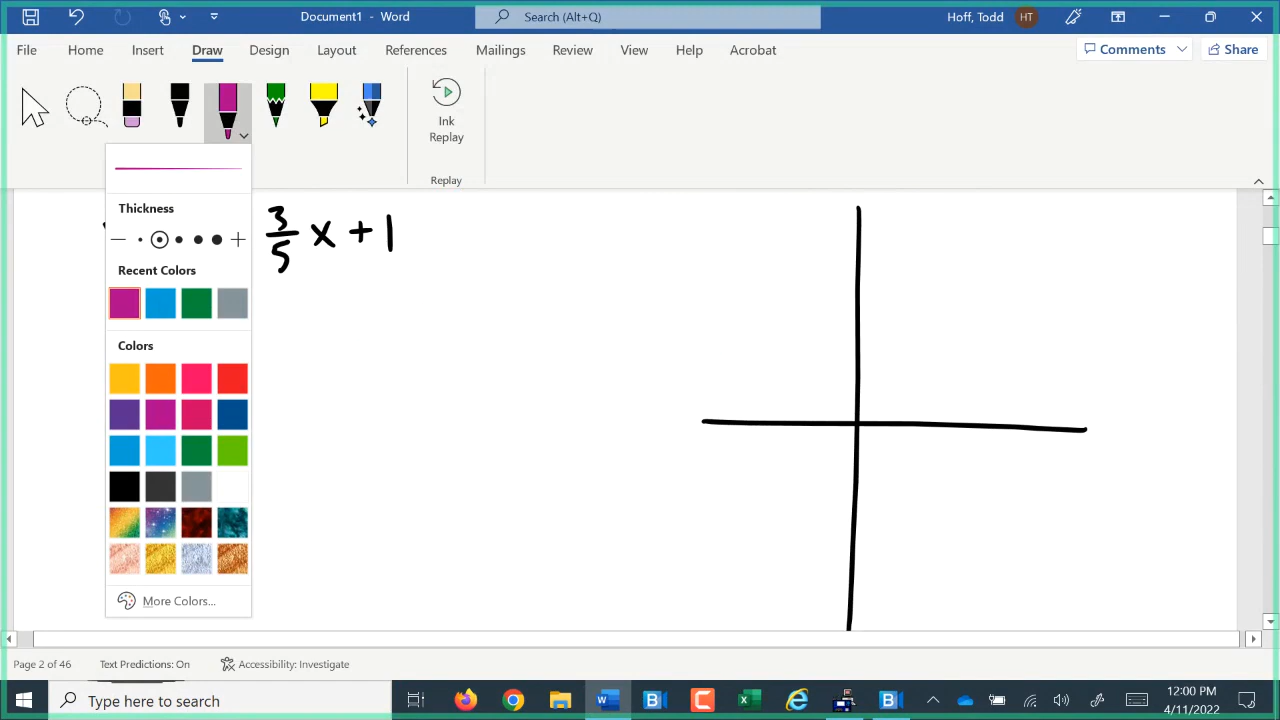 Document1 - Word
Search (Alt+Q)
Hoff, Todd
HT
File Home Insert Draw Design Layout References Mailings Review View Help Acrobat
Comments
Share
Ink
Replay
Replay
Thickness
Recent Colors
Colors
More Colors...
3/5 x + 1
Page 2 of 46
Text Predictions: On
Accessibility: Investigate
Type here to search
12:00 PM
4/11/2022